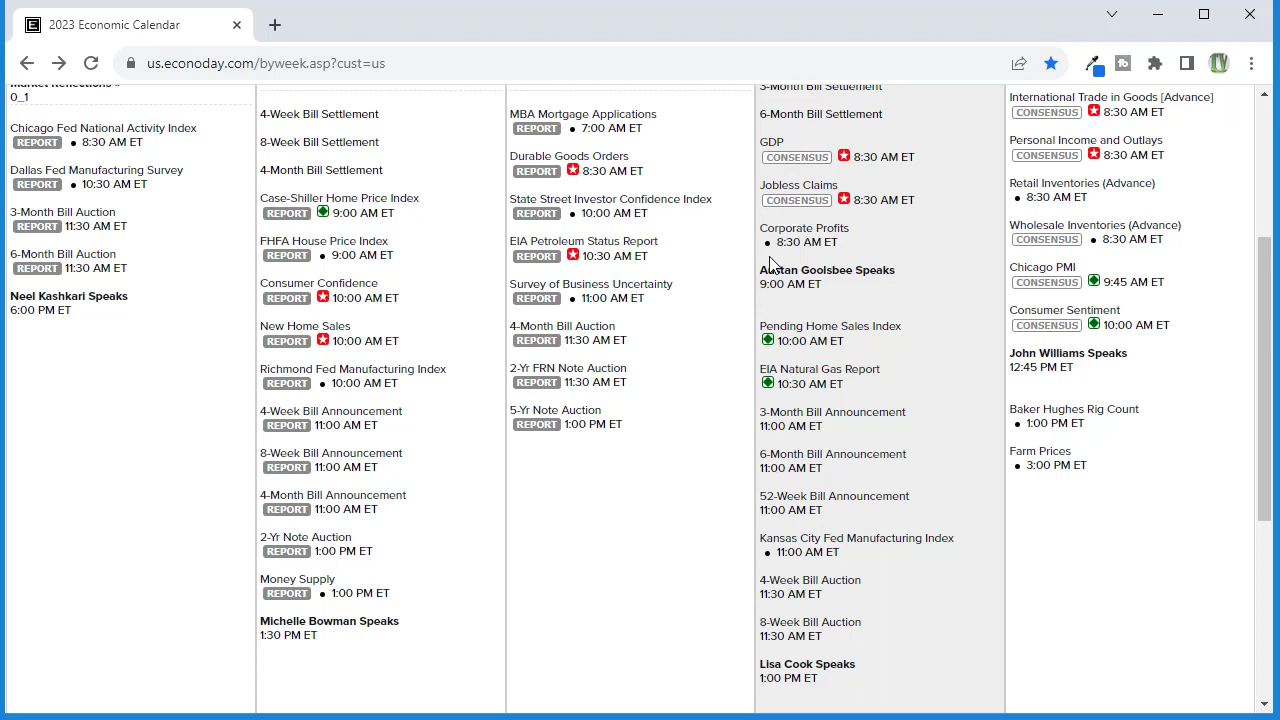 2023 Economic Calendar
us.econoday.com/byweek.asp?cust=us
Market Reflections »
0_1
Chicago Fed National Activity Index
REPORT • 8:30 AM ET
Dallas Fed Manufacturing Survey
REPORT • 10:30 AM ET
3-Month Bill Auction
REPORT 11:30 AM ET
6-Month Bill Auction
REPORT 11:30 AM ET
Neel Kashkari Speaks
6:00 PM ET
4-Week Bill Settlement
8-Week Bill Settlement
4-Month Bill Settlement
Case-Shiller Home Price Index
REPORT 9:00 AM ET
FHFA House Price Index
REPORT • 9:00 AM ET
Consumer Confidence
REPORT 10:00 AM ET
New Home Sales
REPORT 10:00 AM ET
Richmond Fed Manufacturing Index
REPORT • 10:00 AM ET
4-Week Bill Announcement
REPORT 11:00 AM ET
8-Week Bill Announcement
REPORT 11:00 AM ET
4-Month Bill Announcement
REPORT 11:00 AM ET
2-Yr Note Auction
REPORT 1:00 PM ET
Money Supply
REPORT • 1:00 PM ET
Michelle Bowman Speaks
1:30 PM ET
MBA Mortgage Applications
REPORT • 7:00 AM ET
Durable Goods Orders
REPORT 8:30 AM ET
State Street Investor Confidence Index
REPORT • 10:00 AM ET
EIA Petroleum Status Report
REPORT 10:30 AM ET
Survey of Business Uncertainty
REPORT • 11:00 AM ET
4-Month Bill Auction
REPORT 11:30 AM ET
2-Yr FRN Note Auction
REPORT 11:30 AM ET
5-Yr Note Auction
REPORT 1:00 PM ET
3-Month Bill Settlement
6-Month Bill Settlement
GDP
CONSENSUS 8:30 AM ET
Jobless Claims
CONSENSUS 8:30 AM ET
Corporate Profits
• 8:30 AM ET
Austan Goolsbee Speaks
9:00 AM ET
Pending Home Sales Index
10:00 AM ET
EIA Natural Gas Report
10:30 AM ET
3-Month Bill Announcement
11:00 AM ET
6-Month Bill Announcement
11:00 AM ET
52-Week Bill Announcement
11:00 AM ET
Kansas City Fed Manufacturing Index
• 11:00 AM ET
4-Week Bill Auction
11:30 AM ET
8-Week Bill Auction
11:30 AM ET
Lisa Cook Speaks
1:00 PM ET
International Trade in Goods [Advance]
CONSENSUS 8:30 AM ET
Personal Income and Outlays
CONSENSUS 8:30 AM ET
Retail Inventories (Advance)
• 8:30 AM ET
Wholesale Inventories (Advance)
CONSENSUS • 8:30 AM ET
Chicago PMI
CONSENSUS 9:45 AM ET
Consumer Sentiment
CONSENSUS 10:00 AM ET
John Williams Speaks
12:45 PM ET
Baker Hughes Rig Count
• 1:00 PM ET
Farm Prices
• 3:00 PM ET